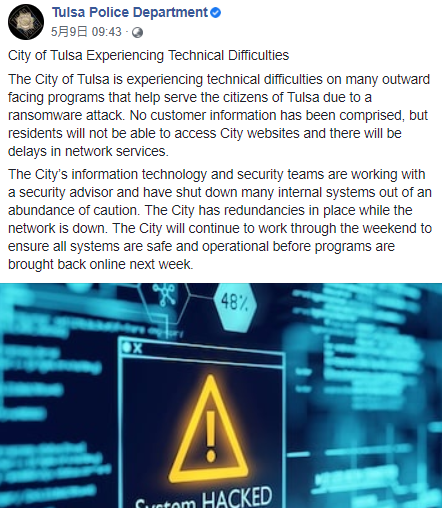 Tulsa Police Department
5月9日 09:43 ·
City of Tulsa Experiencing Technical Difficulties
The City of Tulsa is experiencing technical difficulties on many outward
facing programs that help serve the citizens of Tulsa due to a
ransomware attack. No customer information has been comprised, but
residents will not be able to access City websites and there will be
delays in network services.
The City’s information technology and security teams are working with
a security advisor and have shut down many internal systems out of an
abundance of caution. The City has redundancies in place while the
network is down. The City will continue to work through the weekend to
ensure all systems are safe and operational before programs are
brought back online next week.
48%
X
!
System HACKED